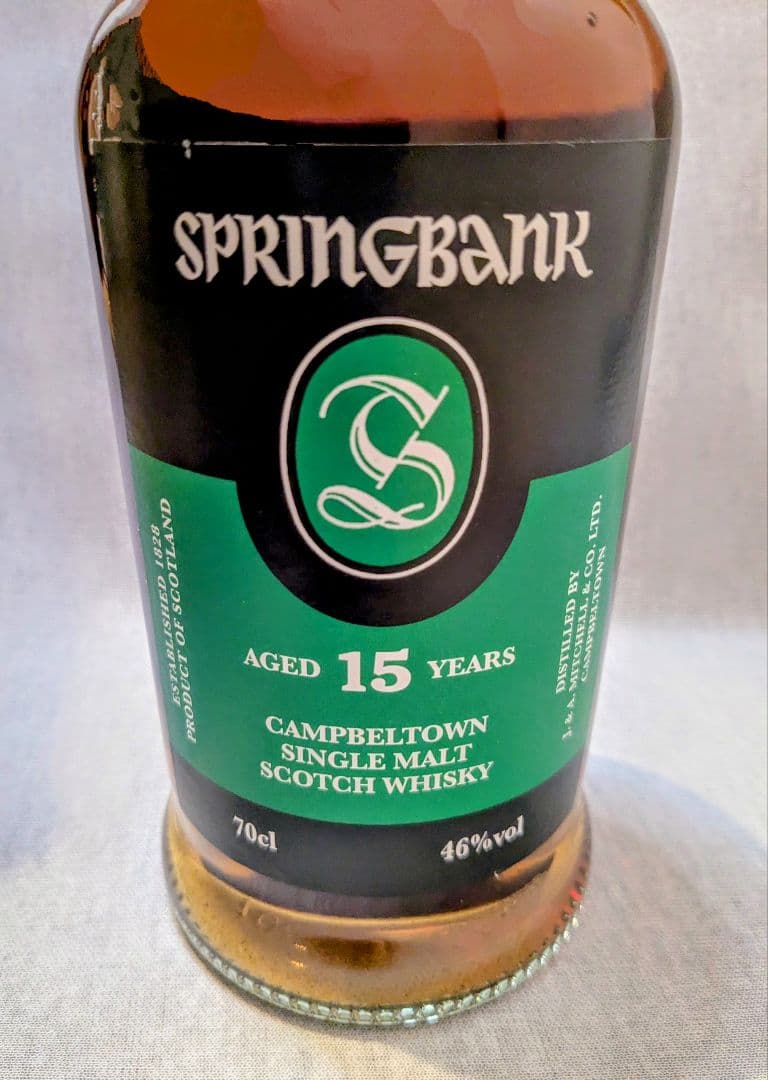 SPRINGBANK
S
ESTABLISHED 1828
PRODUCT OF SCOTLAND
AGED 15 YEARS
CAMPBELTOWN
SINGLE MALT
SCOTCH WHISKY
DISTILLED BY
J. & A. MITCHELL & CO. LTD.
CAMPBELTOWN
70cl
46%vol